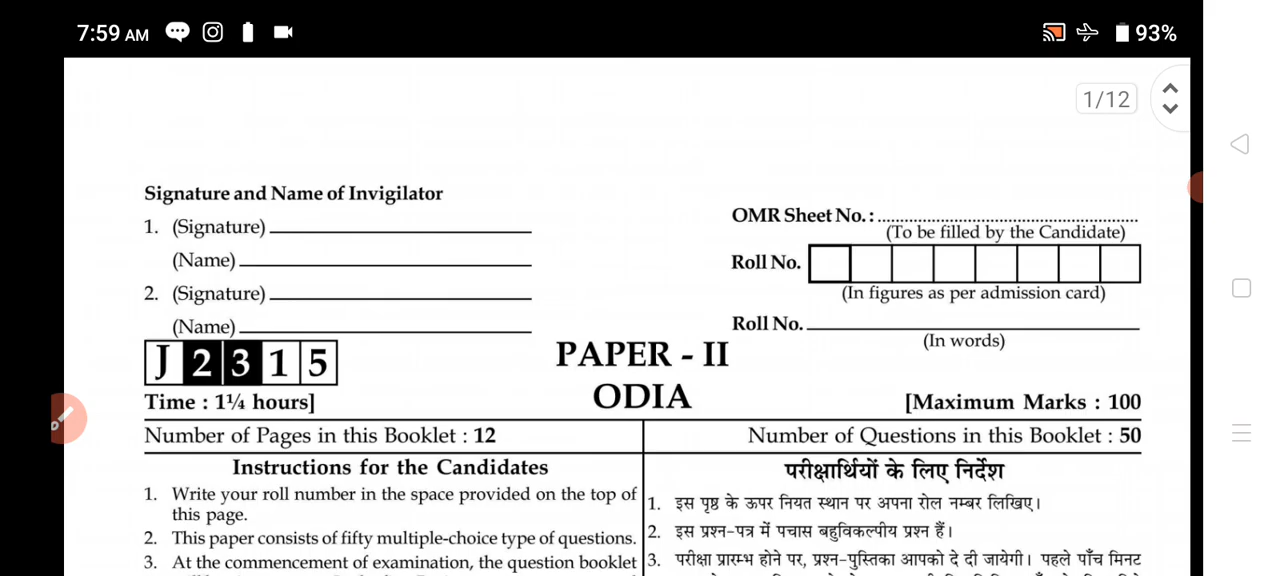 7:59 AM
93%
1/12
Signature and Name of Invigilator
1. (Signature)
(Name)
2. (Signature)
(Name)
OMR Sheet No. :
(To be filled by the Candidate)
Roll No.
(In figures as per admission card)
Roll No.
(In words)
J 2 3 1 5
PAPER - II
ODIA
Time : 1¼ hours]
[Maximum Marks : 100
Number of Pages in this Booklet : 12
Number of Questions in this Booklet : 50
Instructions for the Candidates
1. Write your roll number in the space provided on the top of
this page.
2. This paper consists of fifty multiple-choice type of questions.
3. At the commencement of examination, the question booklet
परीक्षार्थियों के लिए निर्देश
1. इस पृष्ठ के ऊपर नियत स्थान पर अपना रोल नम्बर लिखिए।
2. इस प्रश्न-पत्र में पचास बहुविकल्पीय प्रश्न हैं।
3. परीक्षा प्रारम्भ होने पर, प्रश्न-पुस्तिका आपको दे दी जायेगी। पहले पाँच मिनट